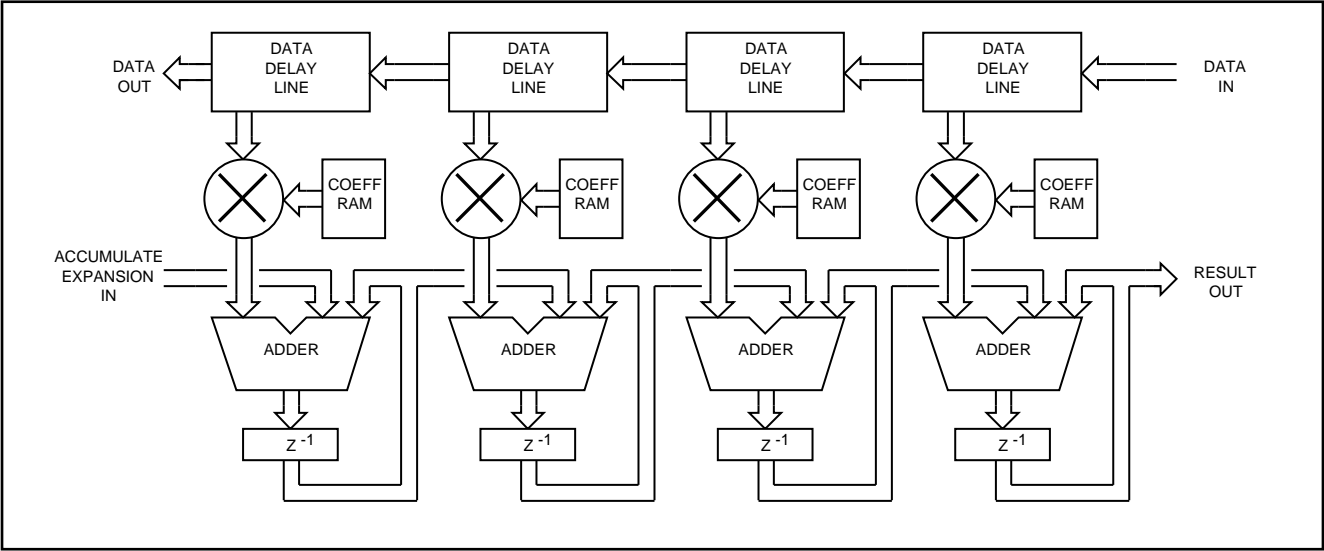 DATA
OUT
DATA
DELAY
LINE
DATA
DELAY
LINE
DATA
DELAY
LINE
DATA
DELAY
LINE
DATA
IN
COEFF
RAM
COEFF
RAM
COEFF
RAM
COEFF
RAM
ACCUMULATE
EXPANSION
IN
RESULT
OUT
ADDER
ADDER
ADDER
ADDER
Z -1
Z -1
Z -1
Z -1